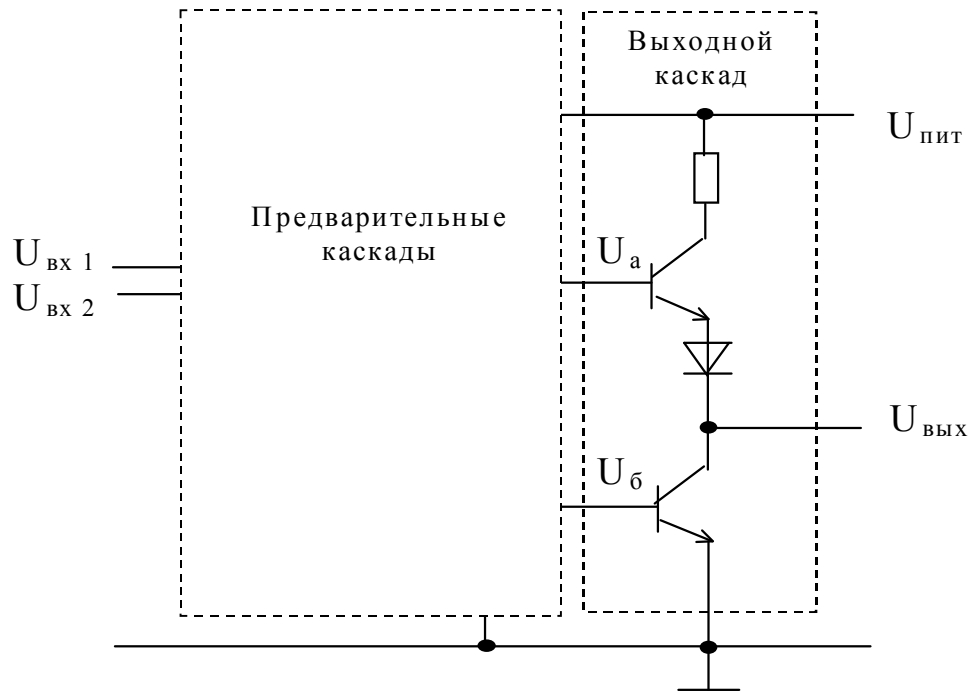 Выходной
каскад
U пит
Предварительные
каскады
U вх 1
U вх 2
U а
U вых
U б